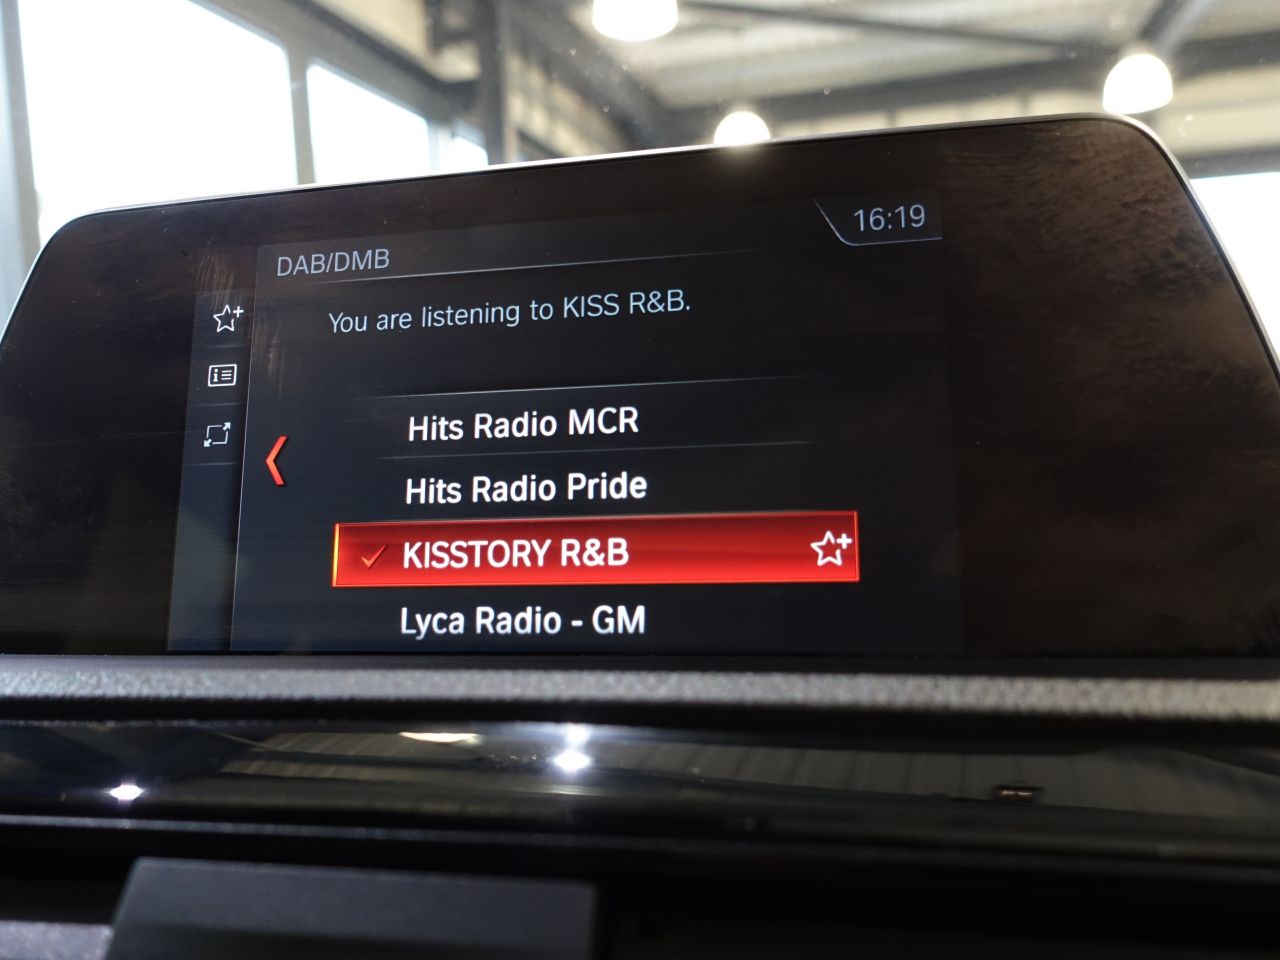 16:19
DAB/DMB
You are listening to KISS R&B.
Hits Radio MCR
Hits Radio Pride
KISSTORY R&B
Lyca Radio - GM